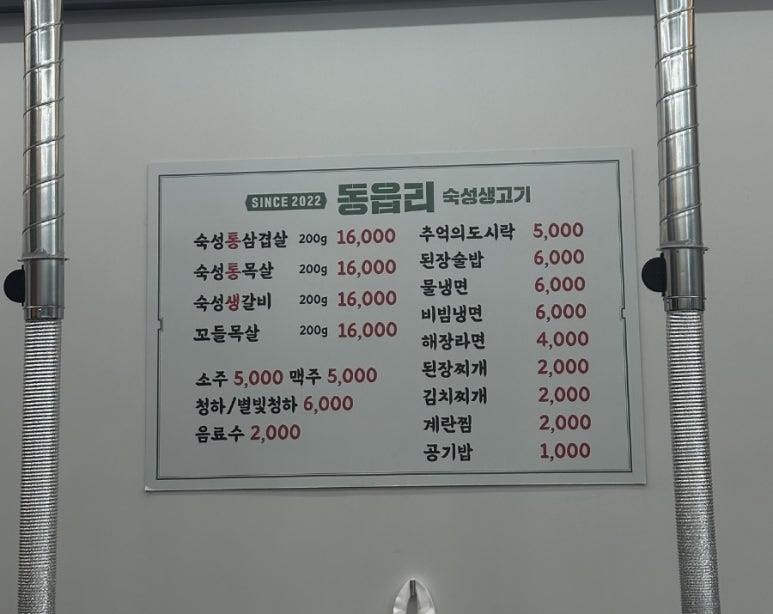 SINCE 2022 동읍리 숙성생고기
숙성통삼겹살 200g 16,000
숙성통목살 200g 16,000
숙성생갈비 200g 16,000
꼬들목살 200g 16,000
소주 5,000 맥주 5,000
청하/별빛청하 6,000
음료수 2,000
추억의도시락 5,000
된장술밥 6,000
물냉면 6,000
비빔냉면 6,000
해장라면 4,000
된장찌개 2,000
김치찌개 2,000
계란찜 2,000
공기밥 1,000